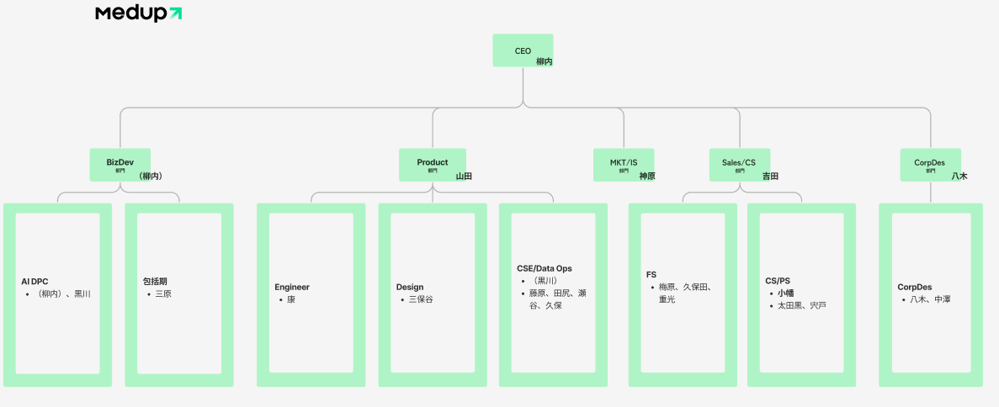 Medup
CEO
柳内
BizDev
部門
（柳内）
Product
部門
山田
MKT/IS
部門
神原
Sales/CS
部門
吉田
CorpDes
部門
八木
AI DPC
• （柳内）、黒川
包括期
• 三原
Engineer
• 康
Design
• 三保谷
CSE/Data Ops
• （黒川）
• 藤原、田尻、瀬
谷、久保
FS
• 梅原、久保田、
重光
CS/PS
• 小幡
• 太田黒、宍戸
CorpDes
• 八木、中澤